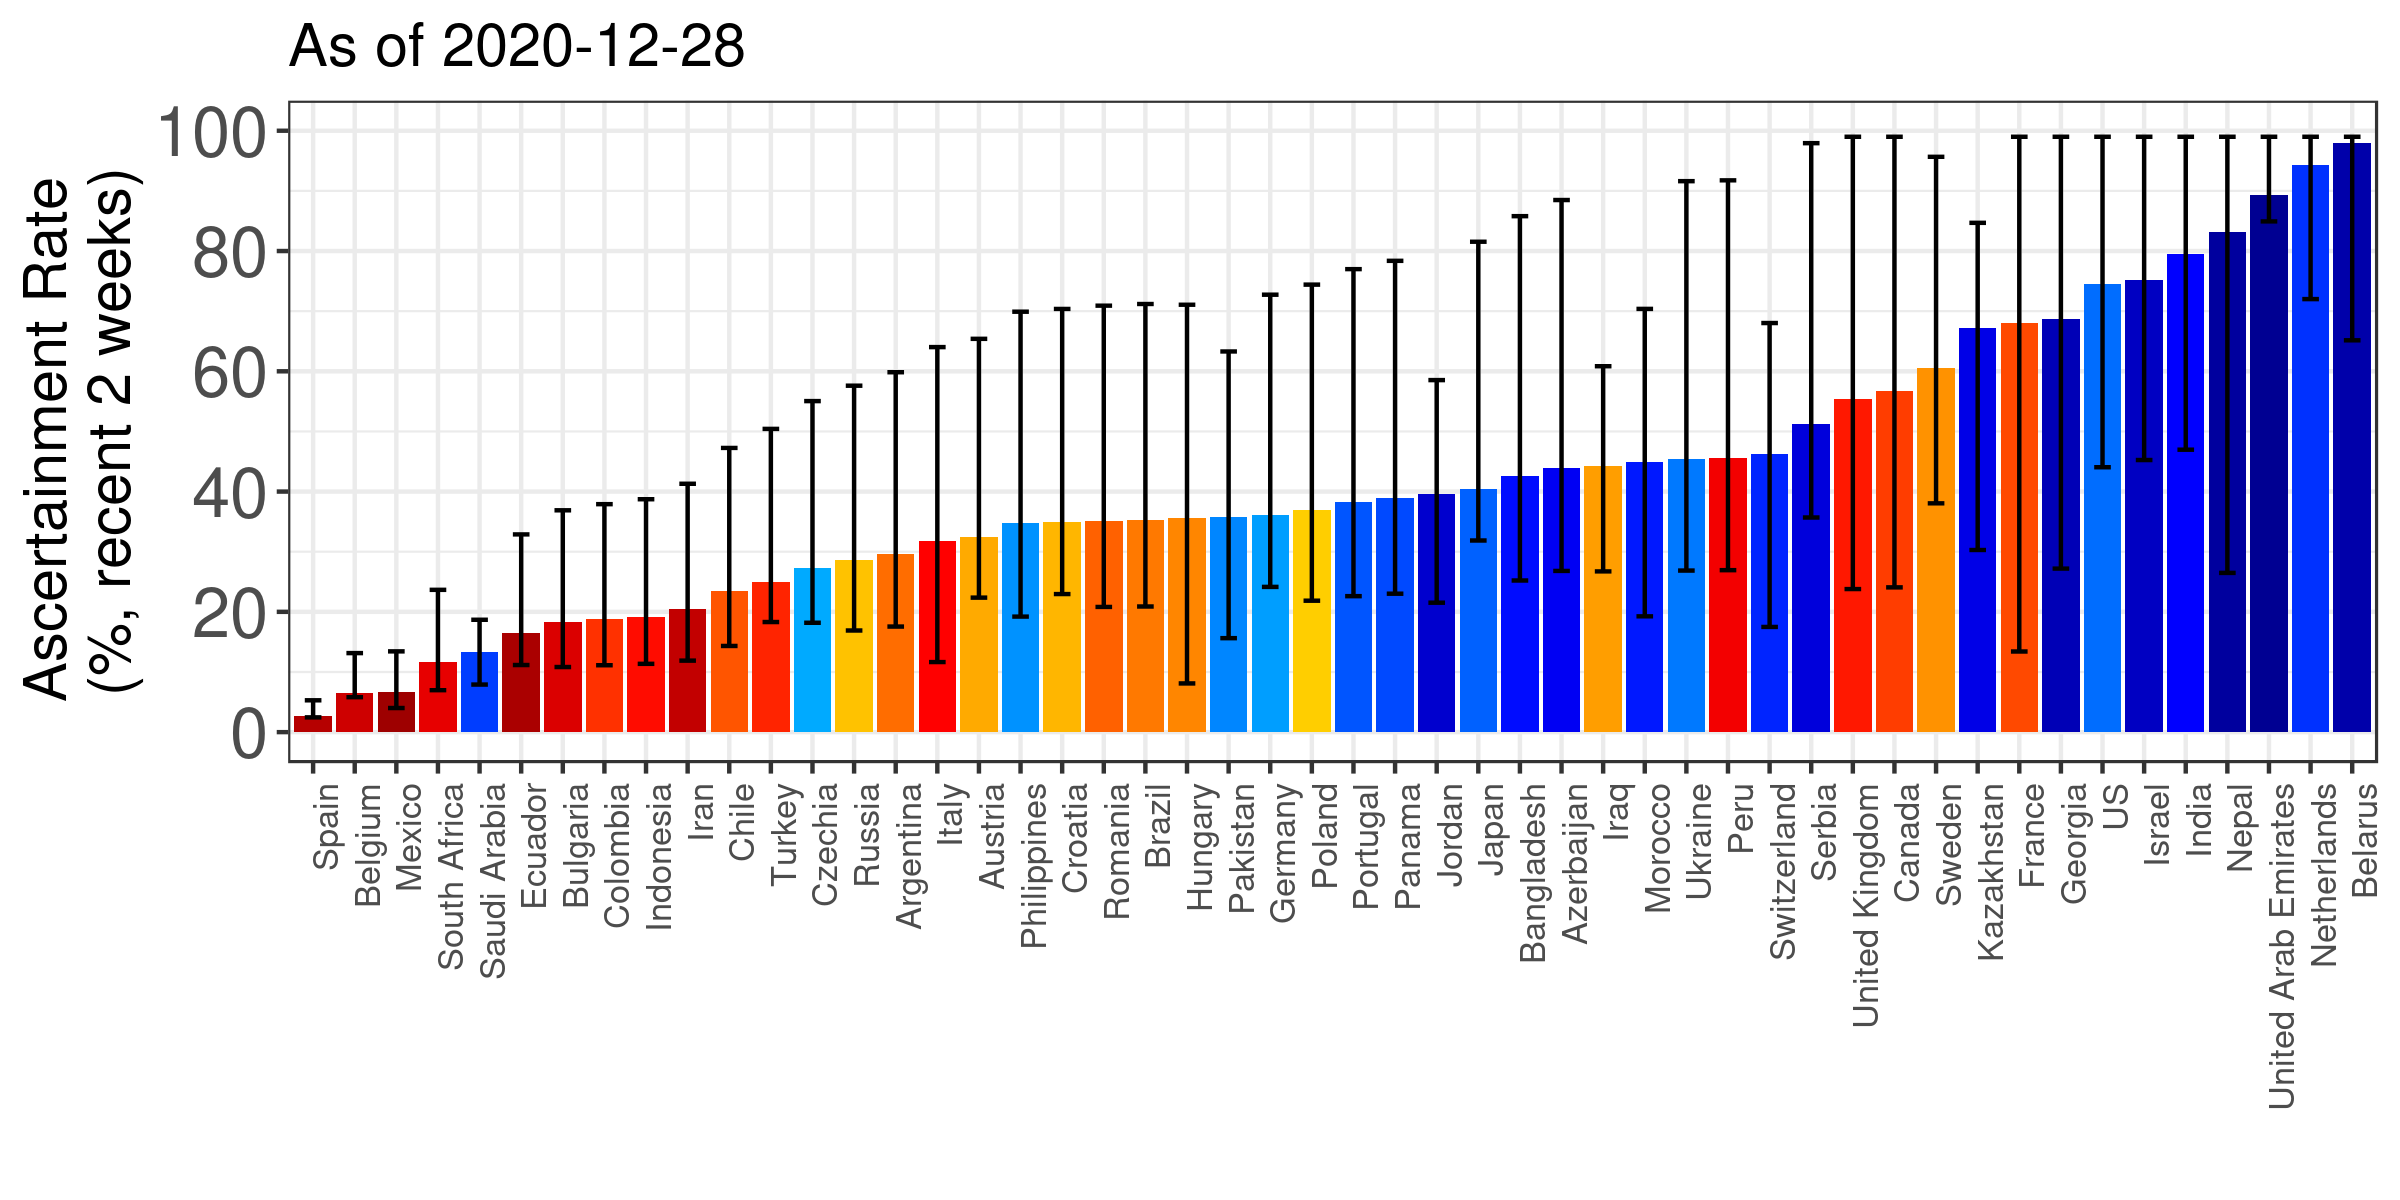 As of 2020-12-28
Ascertainment Rate
(%, recent 2 weeks)
100
80
60
40
20
0
Spain
Belgium
Mexico
South Africa
Saudi Arabia
Ecuador
Bulgaria
Colombia
Indonesia
Iran
Chile
Turkey
Czechia
Russia
Argentina
Italy
Austria
Philippines
Croatia
Romania
Brazil
Hungary
Pakistan
Germany
Poland
Portugal
Panama
Jordan
Japan
Bangladesh
Azerbaijan
Iraq
Morocco
Ukraine
Peru
Switzerland
Serbia
United Kingdom
Canada
Sweden
Kazakhstan
France
Georgia
US
Israel
India
Nepal
United Arab Emirates
Netherlands
Belarus